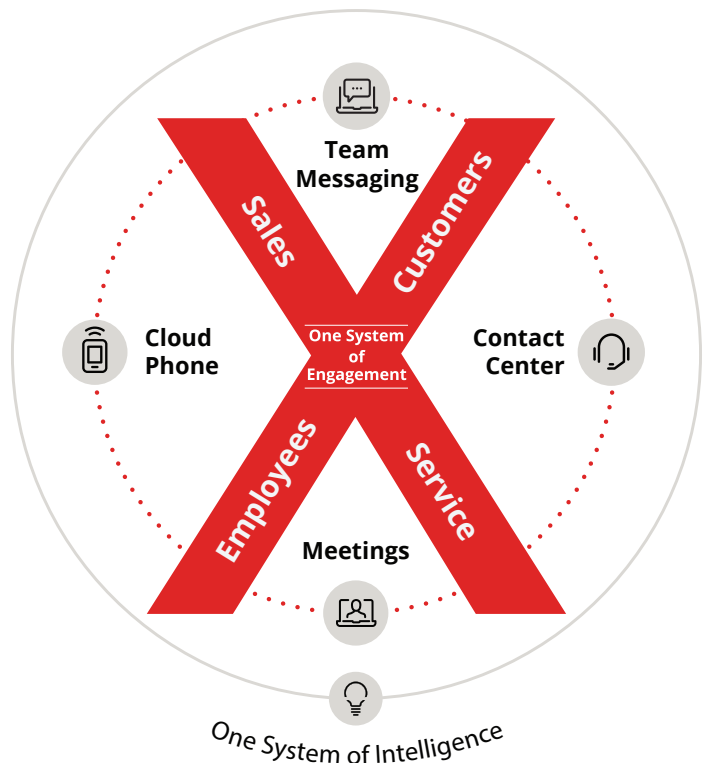 Team
Messaging
Sales
Customers
Cloud
Phone
One System
of
Engagement
Contact
Center
Employees
Service
Meetings
One System of Intelligence